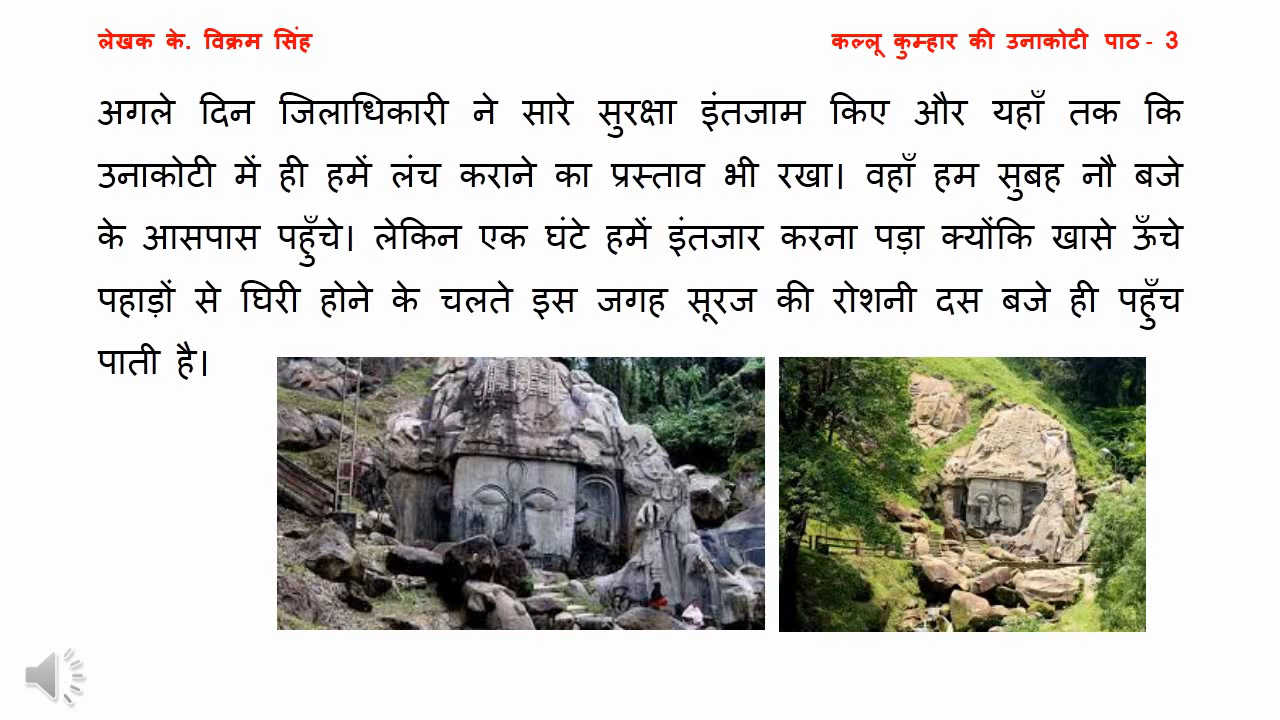 लेखक के. विक्रम सिंह
कल्लू कुम्हार की उनाकोटी पाठ - 3
अगले दिन जिलाधिकारी ने सारे सुरक्षा इंतजाम किए और यहाँ तक कि
उनाकोटी में ही हमें लंच कराने का प्रस्ताव भी रखा। वहाँ हम सुबह नौ बजे
के आसपास पहुँचे। लेकिन एक घंटे हमें इंतजार करना पड़ा क्योंकि खासे ऊँचे
पहाड़ों से घिरी होने के चलते इस जगह सूरज की रोशनी दस बजे ही पहुँच
पाती है।